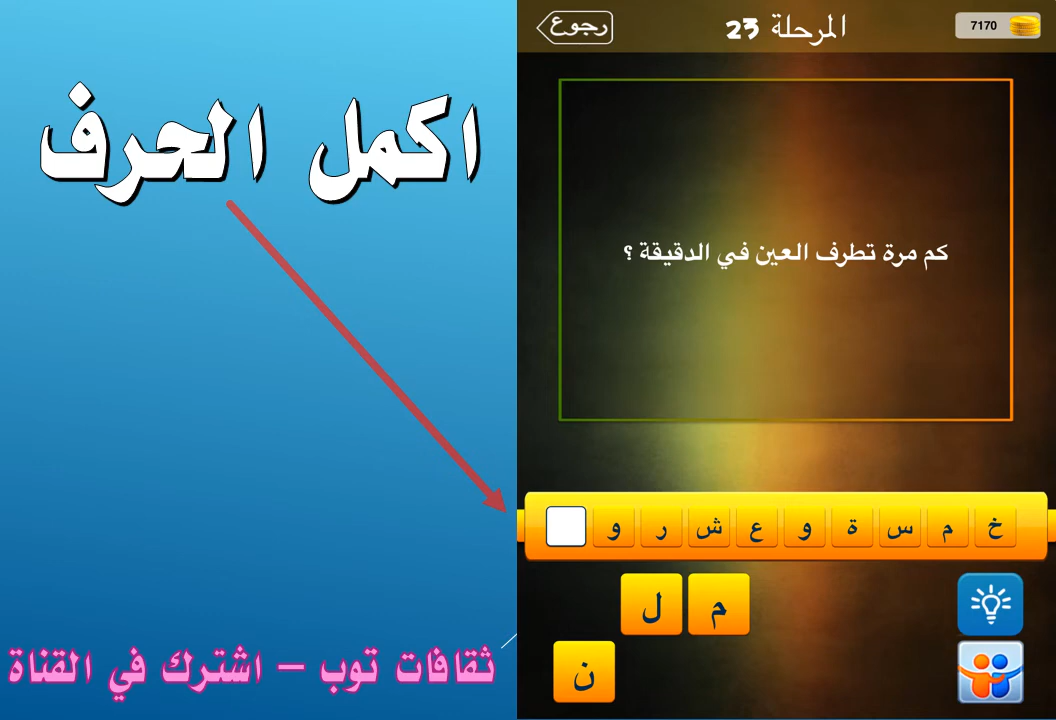 رجوع
المرحلة 23
7170
اكمل الحرف
كم مرة تطرف العين في الدقيقة ؟
خ م س ة و ع ش ر و
ل م
ن
ثقافات توب – اشترك في القناة